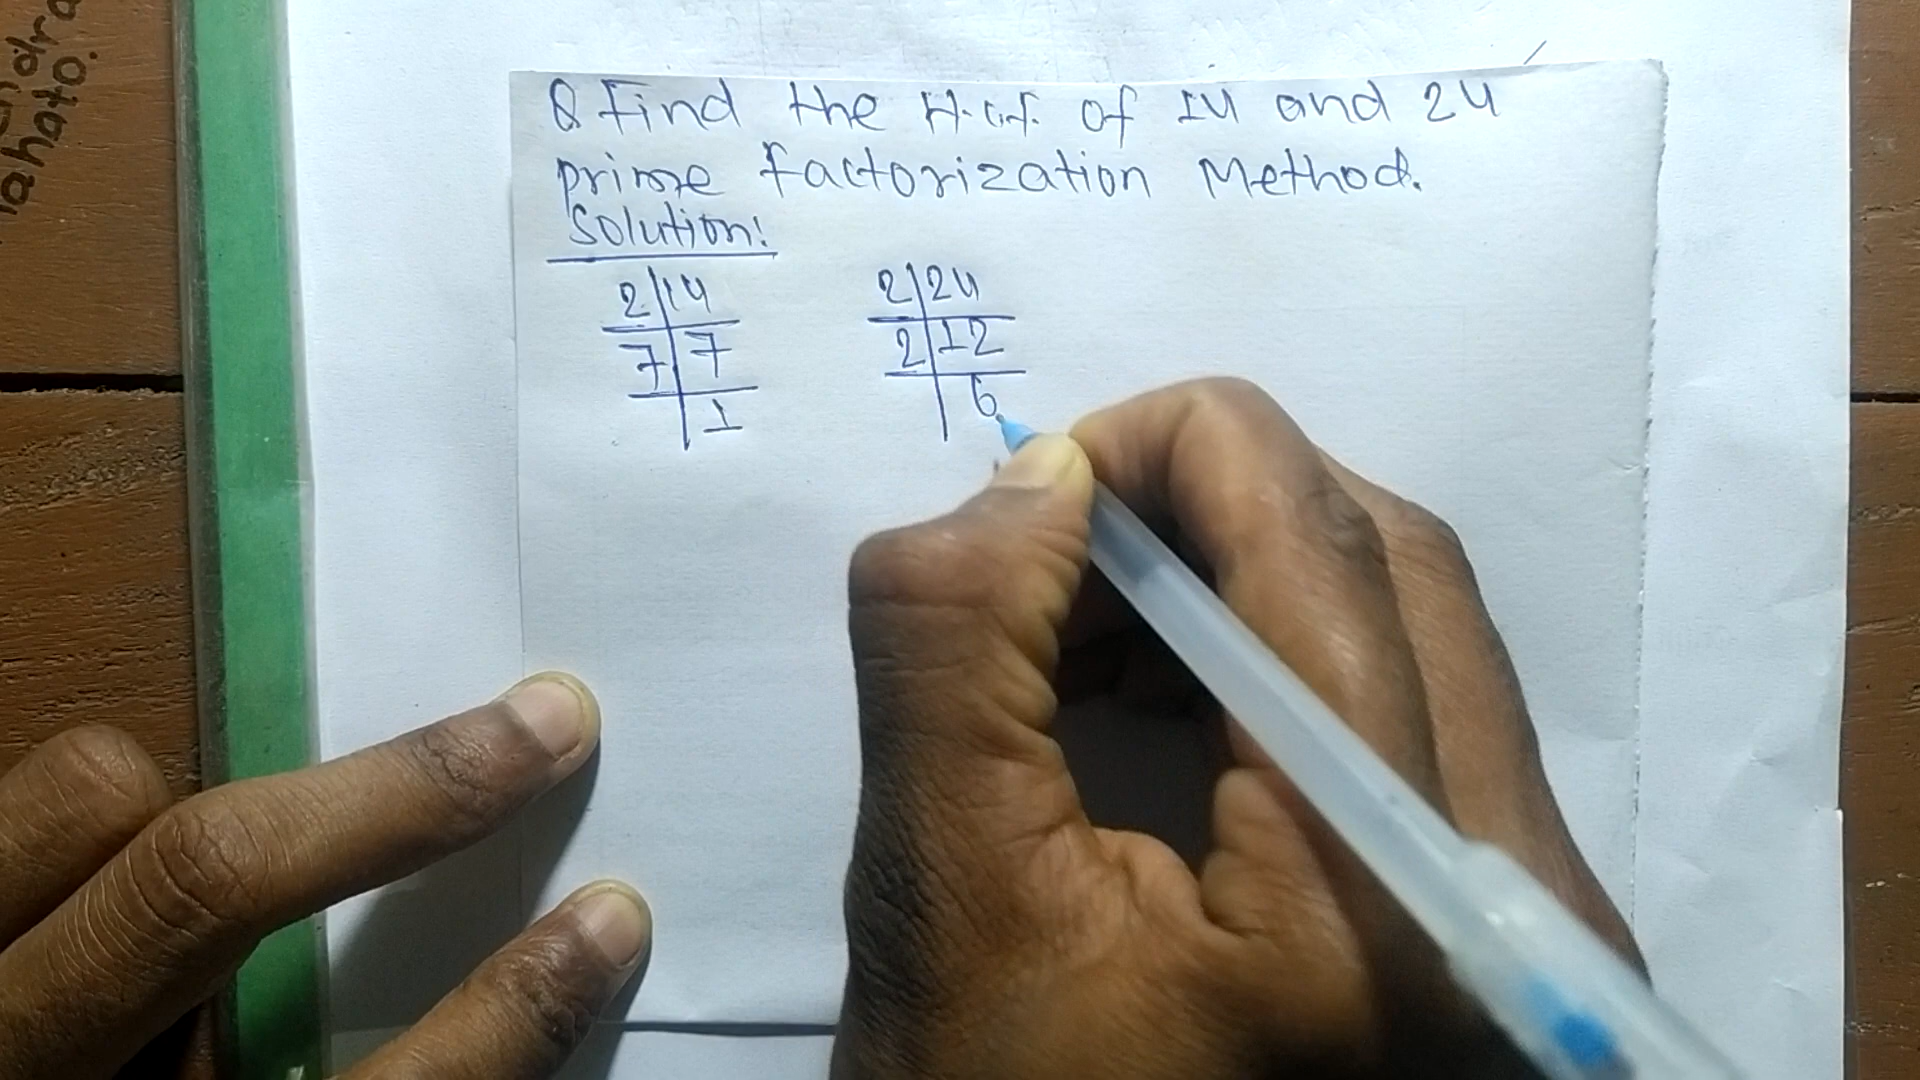 Q Find the H.C.F. of 14 and 24
prime factorization Method.
Solution:
2 14
7 7
1
2 24
2 12
6
ahato.